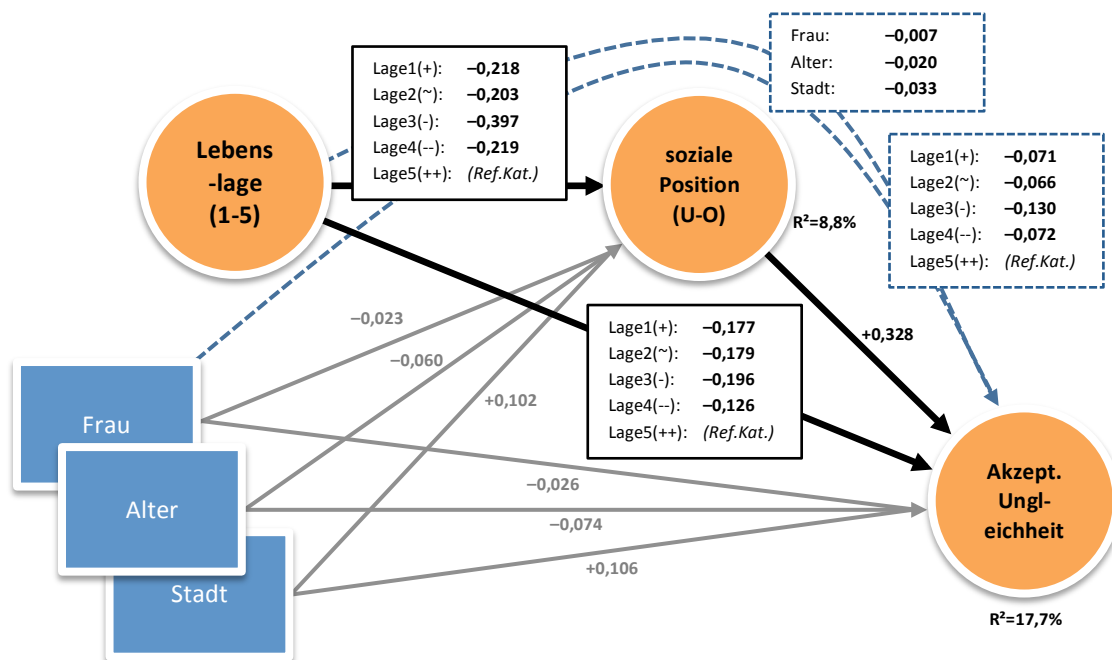 Lebens
-lage
(1-5)
Lage1(+): –0,218
Lage2(~): –0,203
Lage3(-): –0,397
Lage4(--): –0,219
Lage5(++): (Ref.Kat.)
soziale
Position
(U-O)
R²=8,8%
Frau: –0,007
Alter: –0,020
Stadt: –0,033
Lage1(+): –0,071
Lage2(~): –0,066
Lage3(-): –0,130
Lage4(--): –0,072
Lage5(++): (Ref.Kat.)
–0,023
–0,060
+0,102
Lage1(+): –0,177
Lage2(~): –0,179
Lage3(-): –0,196
Lage4(--): –0,126
Lage5(++): (Ref.Kat.)
+0,328
Frau
Alter
Stadt
–0,026
–0,074
+0,106
Akzept.
Ungl-
eichheit
R²=17,7%